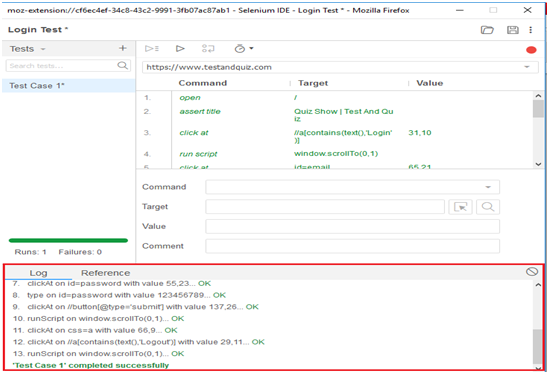 moz-extension://cf6ec4ef-34c8-43c2-9991-3fb07ac87ab1 - Selenium IDE - Login Test * - Mozilla Firefox
Login Test *
Tests
Search tests...
Test Case 1*
Runs: 1 Failures: 0
https://www.testandquiz.com
Command Target Value
1. open /
2. assert title Quiz Show | Test And Qu
iz
3. click at //a[contains(text(),'Login' 31,10
)]
4. run script window.scrollTo(0,1)
5. click at id=email 65,21
Command
Target
Value
Comment
Log Reference
7. clickAt on id=password with value 55,23... OK
8. type on id=password with value 123456789... OK
9. clickAt on //button[@type='submit'] with value 137,26... OK
10. runScript on window.scrollTo(0,1)... OK
11. clickAt on css=a with value 66,9... OK
12. clickAt on //a[contains(text(),'Logout')] with value 29,11... OK
13. runScript on window.scrollTo(0,1)... OK
'Test Case 1' completed successfully